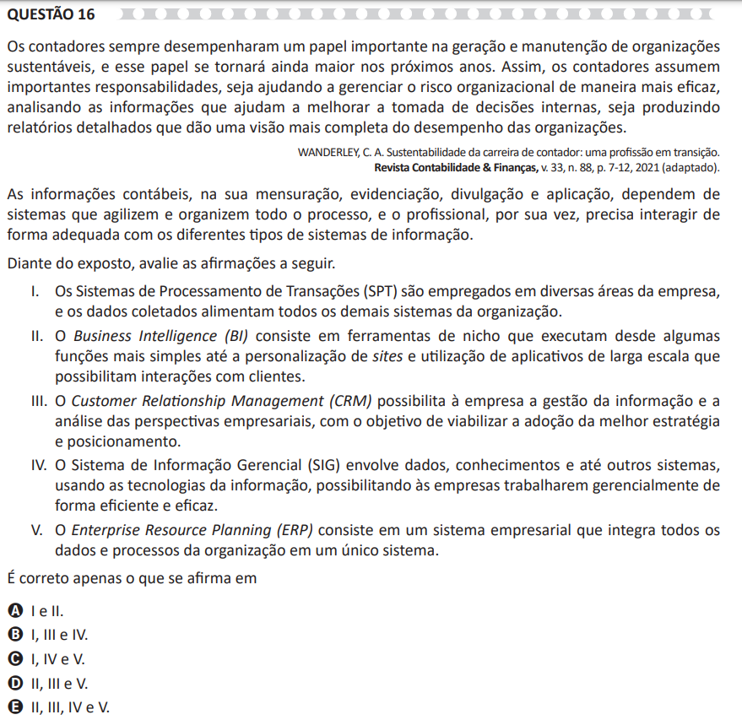 QUESTÃO 16
Os contadores sempre desempenharam um papel importante na geração e manutenção de organizações
sustentáveis, e esse papel se tornará ainda maior nos próximos anos. Assim, os contadores assumem
importantes responsabilidades, seja ajudando a gerenciar o risco organizacional de maneira mais eficaz,
analisando as informações que ajudam a melhorar a tomada de decisões internas, seja produzindo
relatórios detalhados que dão uma visão mais completa do desempenho das organizações.
WANDERLEY, C. A. Sustentabilidade da carreira de contador: uma profissão em transição.
Revista Contabilidade & Finanças, v. 33, n. 88, p. 7-12, 2021 (adaptado).
As informações contábeis, na sua mensuração, evidenciação, divulgação e aplicação, dependem de
sistemas que agilizem e organizem todo o processo, e o profissional, por sua vez, precisa interagir de
forma adequada com os diferentes tipos de sistemas de informação.
Diante do exposto, avalie as afirmações a seguir.
I. Os Sistemas de Processamento de Transações (SPT) são empregados em diversas áreas da empresa,
e os dados coletados alimentam todos os demais sistemas da organização.
II. O Business Intelligence (BI) consiste em ferramentas de nicho que executam desde algumas
funções mais simples até a personalização de sites e utilização de aplicativos de larga escala que
possibilitam interações com clientes.
III. O Customer Relationship Management (CRM) possibilita à empresa a gestão da informação e a
análise das perspectivas empresariais, com o objetivo de viabilizar a adoção da melhor estratégia
e posicionamento.
IV. O Sistema de Informação Gerencial (SIG) envolve dados, conhecimentos e até outros sistemas,
usando as tecnologias da informação, possibilitando às empresas trabalharem gerencialmente de
forma eficiente e eficaz.
V. O Enterprise Resource Planning (ERP) consiste em um sistema empresarial que integra todos os
dados e processos da organização em um único sistema.
É correto apenas o que se afirma em
A I e II.
B I, III e IV.
C I, IV e V.
D II, III e V.
E II, III, IV e V.